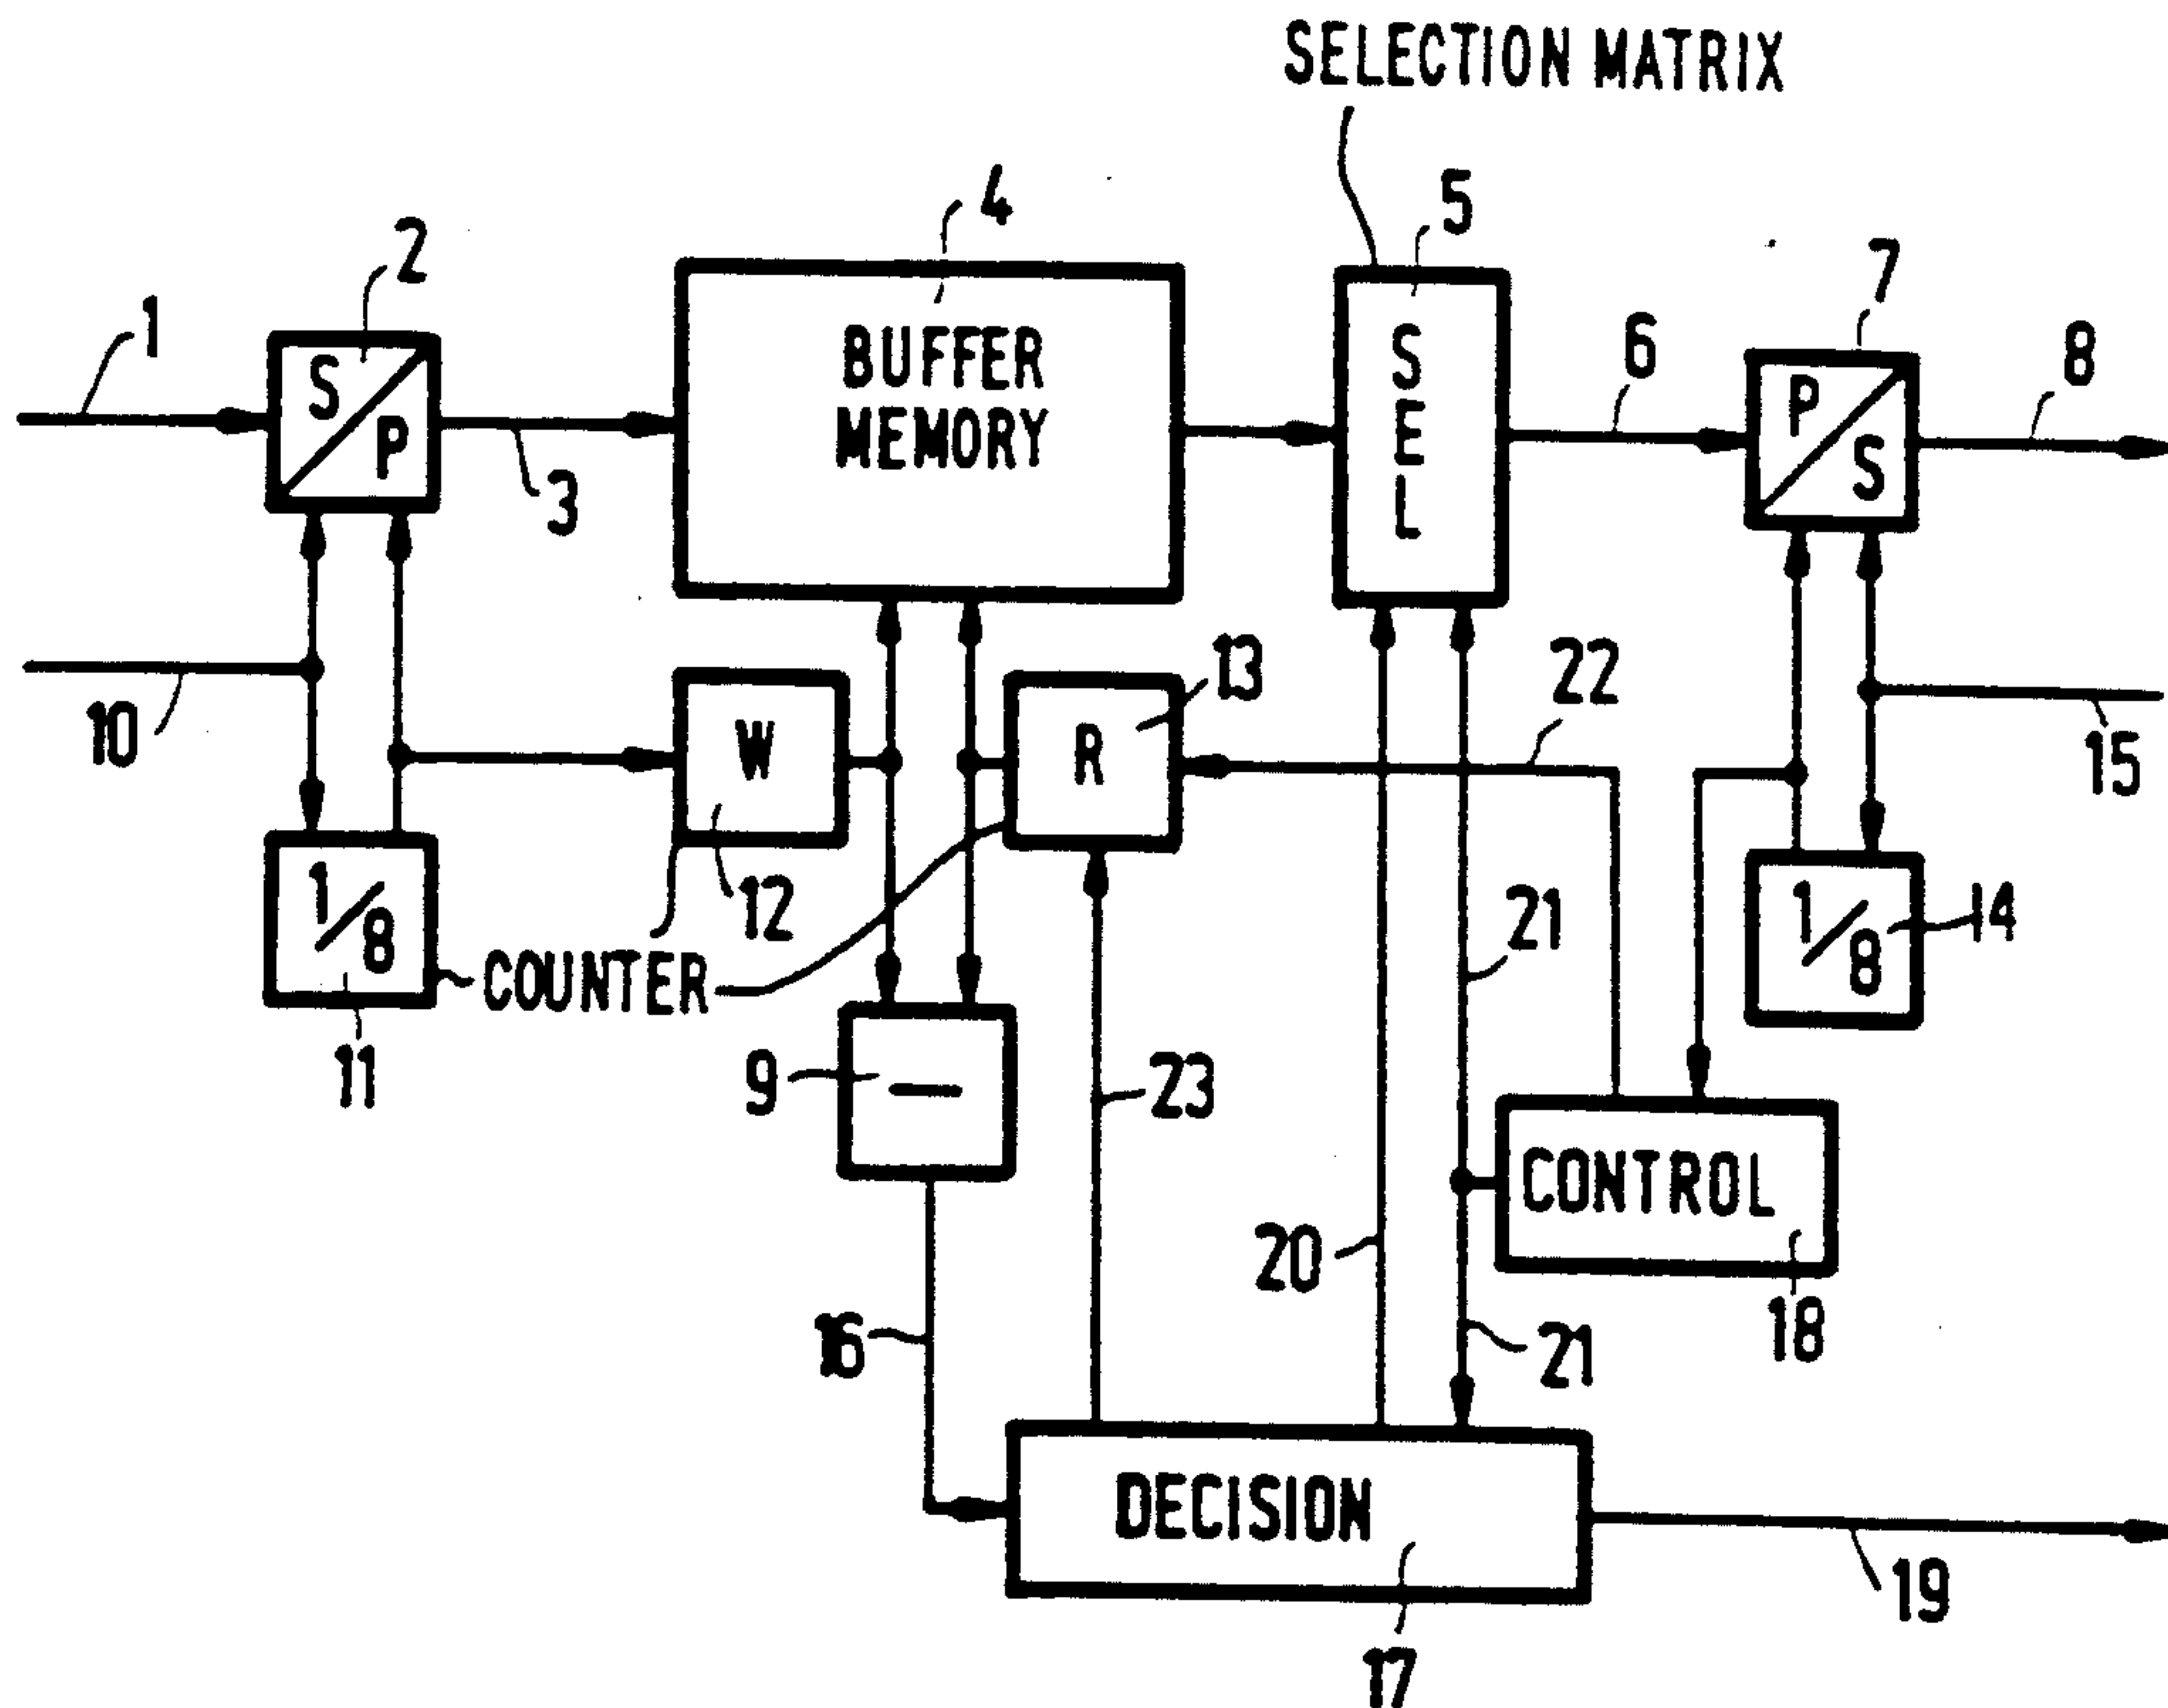 SELECTION MATRIX
1
2
S/P
3
4
BUFFER
MEMORY
5
S
E
L
6
7
P/S
8
10
W
12
13
R
22
15
1/8
11
COUNTER
9
—
23
21
1/8
14
20
CONTROL
18
16
21
DECISION
17
19